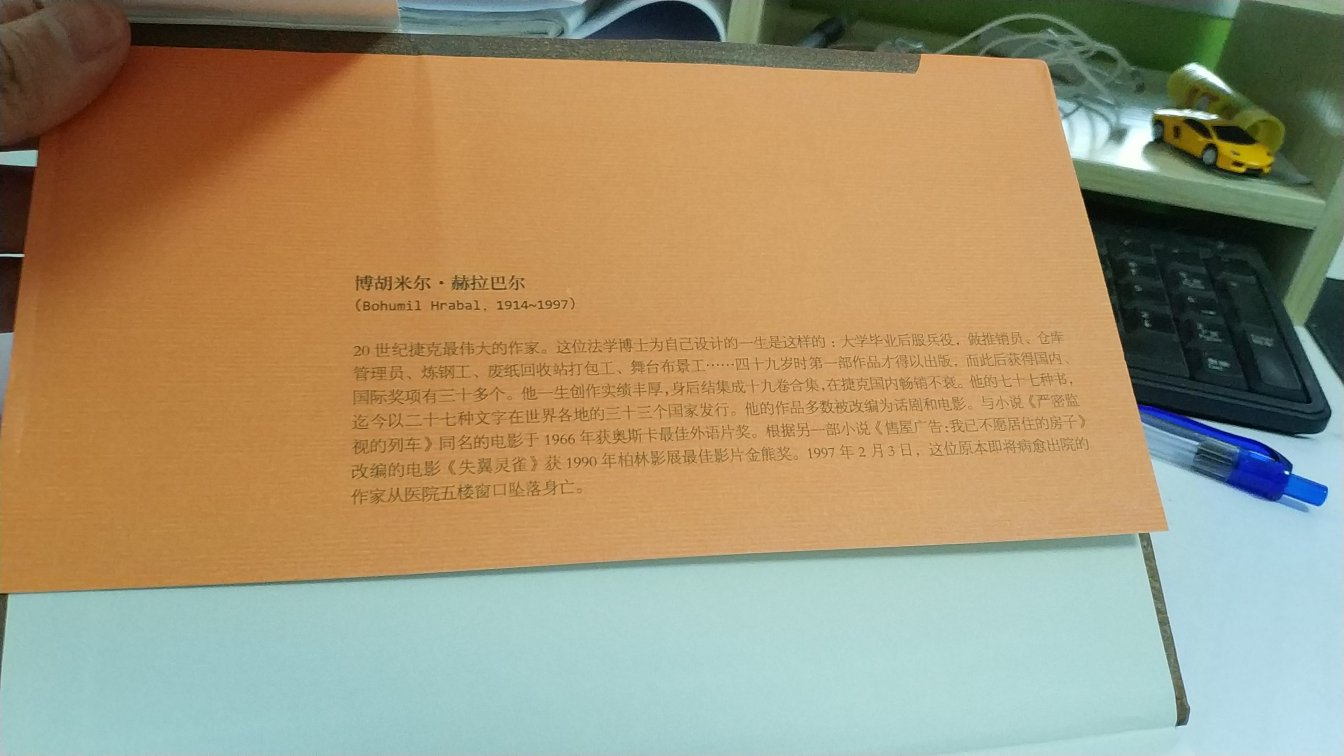 博胡米尔·赫拉巴尔
（Bohumil Hrabal，1914~1997）
20 世纪捷克最伟大的作家。这位法学博士为自己设计的一生是这样的：大学毕业后服兵役，做推销员、仓库
管理员、炼钢工、废纸回收站打包工、舞台布景工……四十九岁时第一部作品才得以出版，而此后获得国内、
国际奖项有三十多个。他一生创作实绩丰厚，身后结集成十九卷合集，在捷克国内畅销不衰。他的七十七种书，
迄今以二十七种文字在世界各地的三十三个国家发行。他的作品多数被改编为话剧和电影。与小说《严密监
视的列车》同名的电影于 1966 年获奥斯卡最佳外语片奖。根据另一部小说《售屋广告：我已不愿居住的房子》
改编的电影《失翼灵雀》获 1990 年柏林影展最佳影片金熊奖。1997 年 2 月 3 日，这位原本即将病愈出院的
作家从医院五楼窗口坠落身亡。